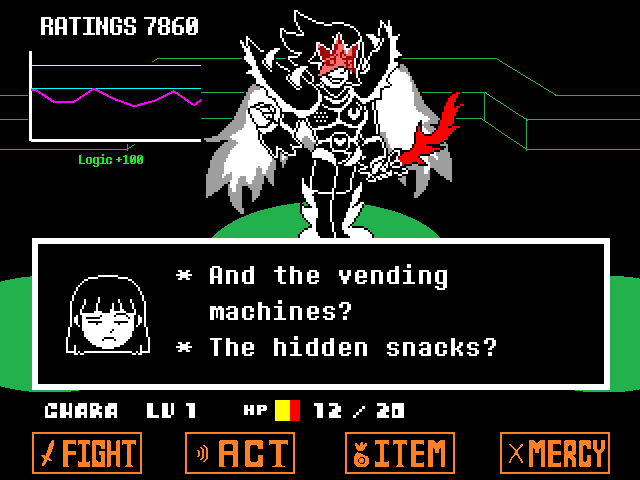 RATINGS 7860
Logic +100
* And the vending
machines?
* The hidden snacks?
CHARA LV 1 HP 12 / 20
FIGHT ACT ITEM MERCY